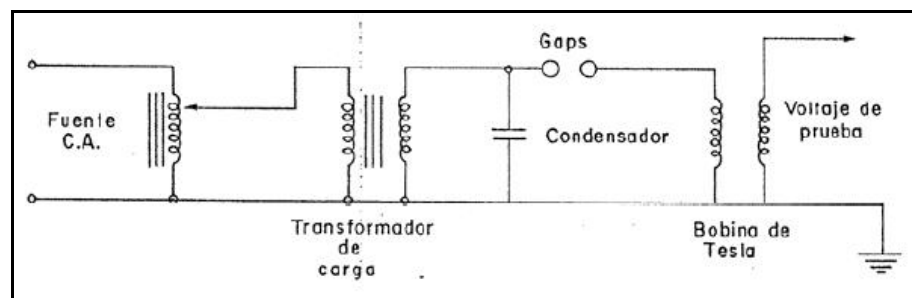 Gaps
Fuente
C.A.
Condensador
Voltaje de
prueba
Transformador
de
carga
Bobina de
Tesla